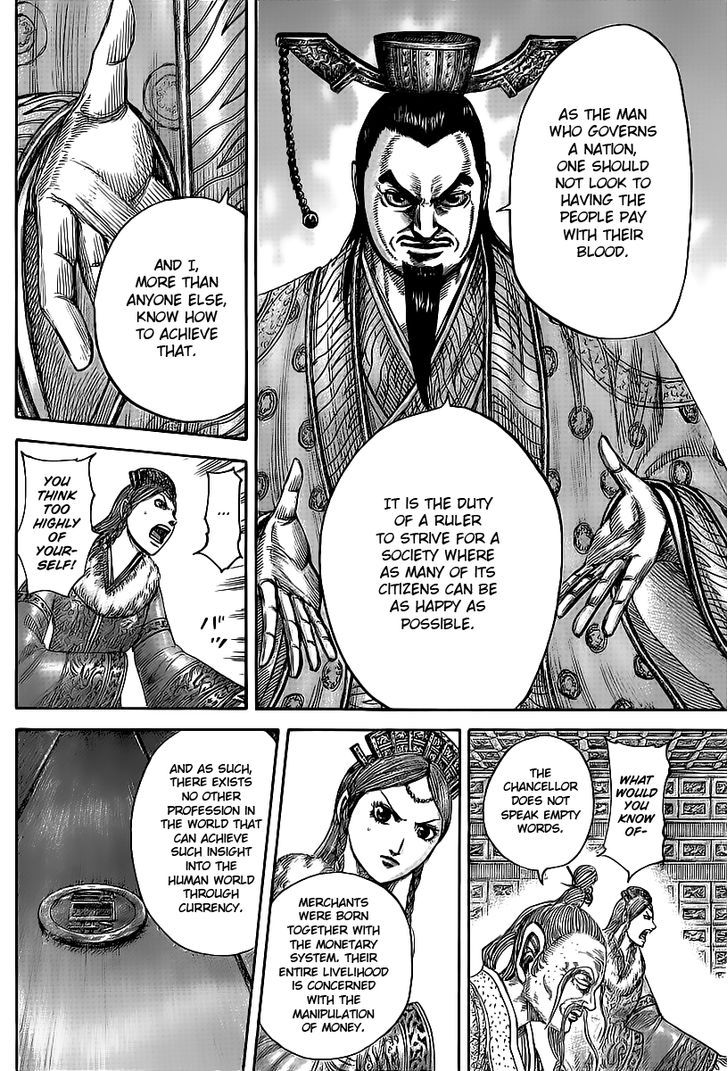 AS THE MAN
WHO GOVERNS
A NATION,
ONE SHOULD
NOT LOOK TO
HAVING THE
PEOPLE PAY
WITH THEIR
BLOOD.
IT IS THE DUTY
OF A RULER
TO STRIVE FOR A
SOCIETY WHERE
AS MANY OF ITS
CITIZENS CAN BE
AS HAPPY AS
POSSIBLE.
AND I,
MORE THAN
ANYONE ELSE,
KNOW HOW
TO ACHIEVE
THAT.
...
YOU
THINK
TOO
HIGHLY
OF
YOUR-
SELF!
バッ
WHAT
WOULD
YOU
KNOW
OF-
THE
CHANCELLOR
DOES NOT
SPEAK EMPTY
WORDS.
MERCHANTS
WERE BORN
TOGETHER
WITH THE
MONETARY
SYSTEM. THEIR
ENTIRE LIVELIHOOD
IS CONCERNED
WITH THE
MANIPULATION
OF MONEY.
AND AS SUCH,
THERE EXISTS
NO OTHER
PROFESSION IN
THE WORLD THAT
CAN ACHIEVE
SUCH INSIGHT
INTO THE
HUMAN WORLD
THROUGH
CURRENCY.